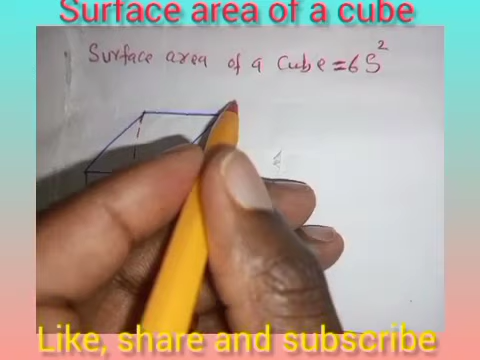 Surface area of a cube
Surface area of a Cube = 6S²
Like, share and subscribe